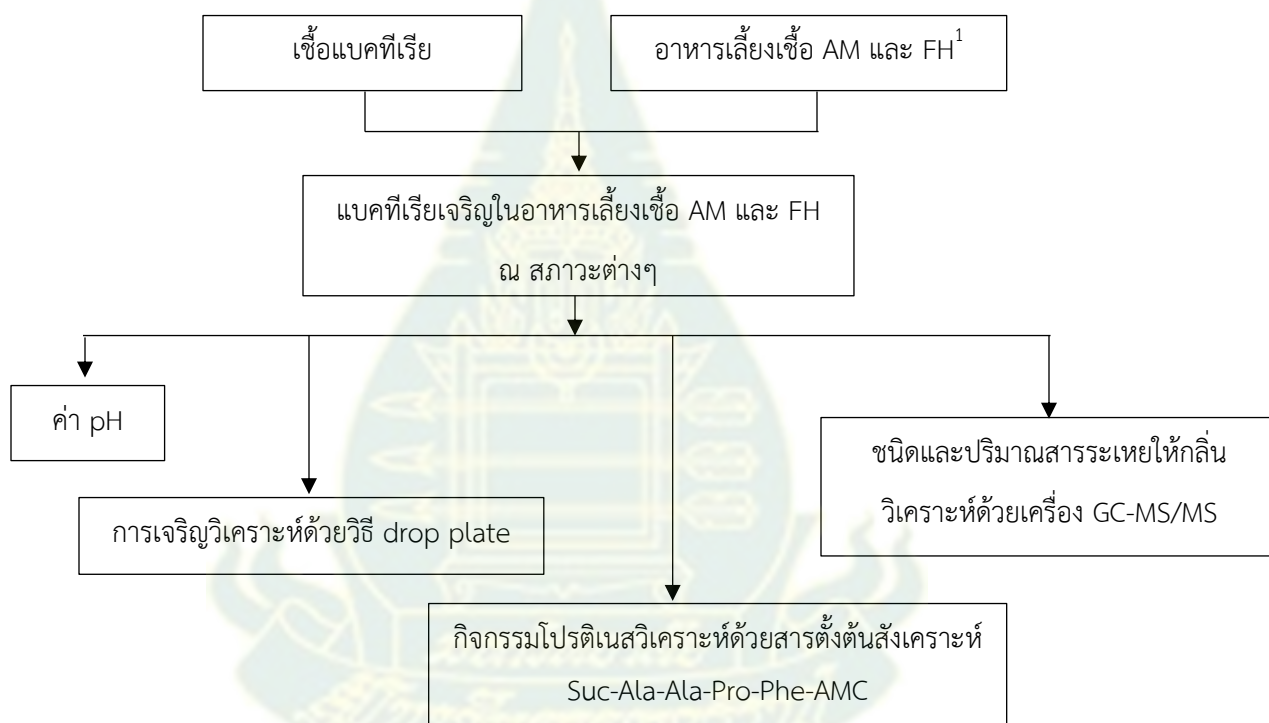 เชื้อแบคทีเรีย
อาหารเลี้ยงเชื้อ AM และ FH¹
แบคทีเรียเจริญในอาหารเลี้ยงเชื้อ AM และ FH
ณ สภาวะต่างๆ
ค่า pH
การเจริญวิเคราะห์ด้วยวิธี drop plate
กิจกรรมโปรติเนสวิเคราะห์ด้วยสารตั้งต้นสังเคราะห์
Suc-Ala-Ala-Pro-Phe-AMC
ชนิดและปริมาณสารระเหยให้กลิ่น
วิเคราะห์ด้วยเครื่อง GC-MS/MS